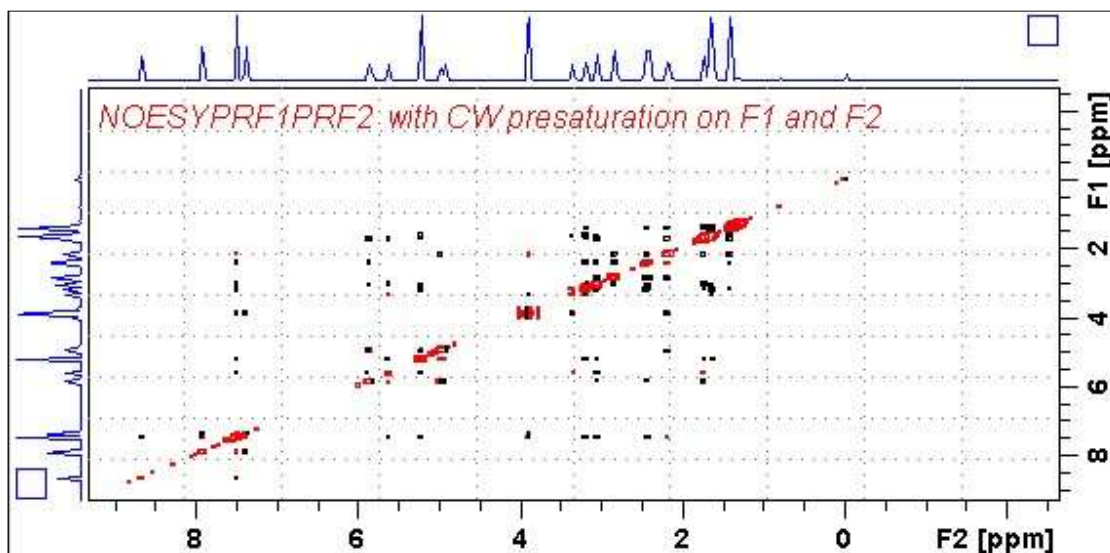 NOESYPRF1PRF2 with CW presaturation on F1 and F2
F1 [ppm]
2
4
6
8
8 6 4 2 0 F2 [ppm]